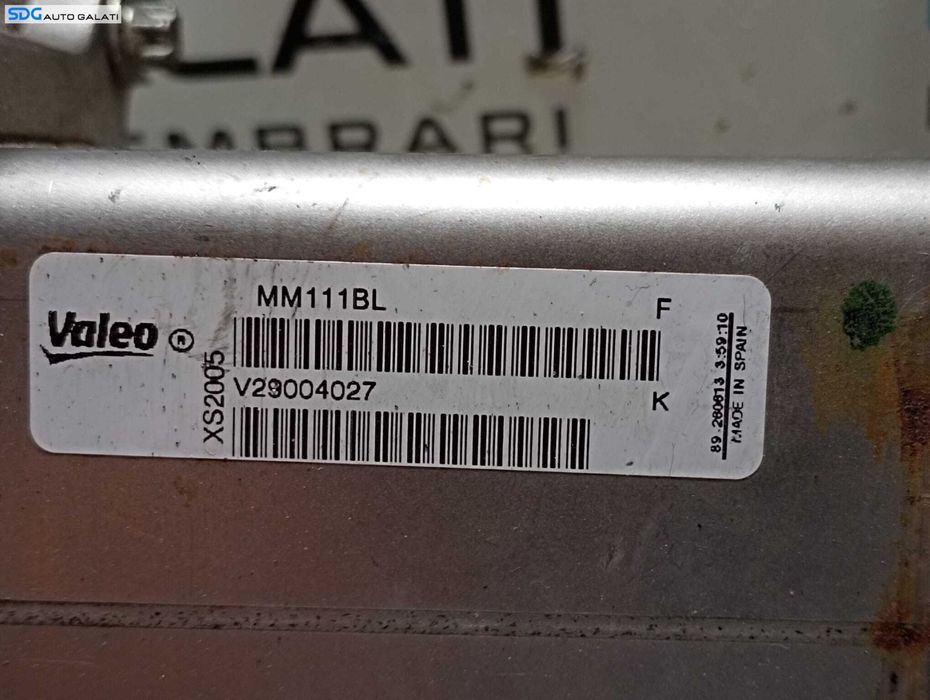 SDG AUTO GALATI
LATI
EMBRARI
Valeo ®
MM111BL
F
XS2005
V29004027
K
89 280613 3:59:10
MADE IN SPAIN